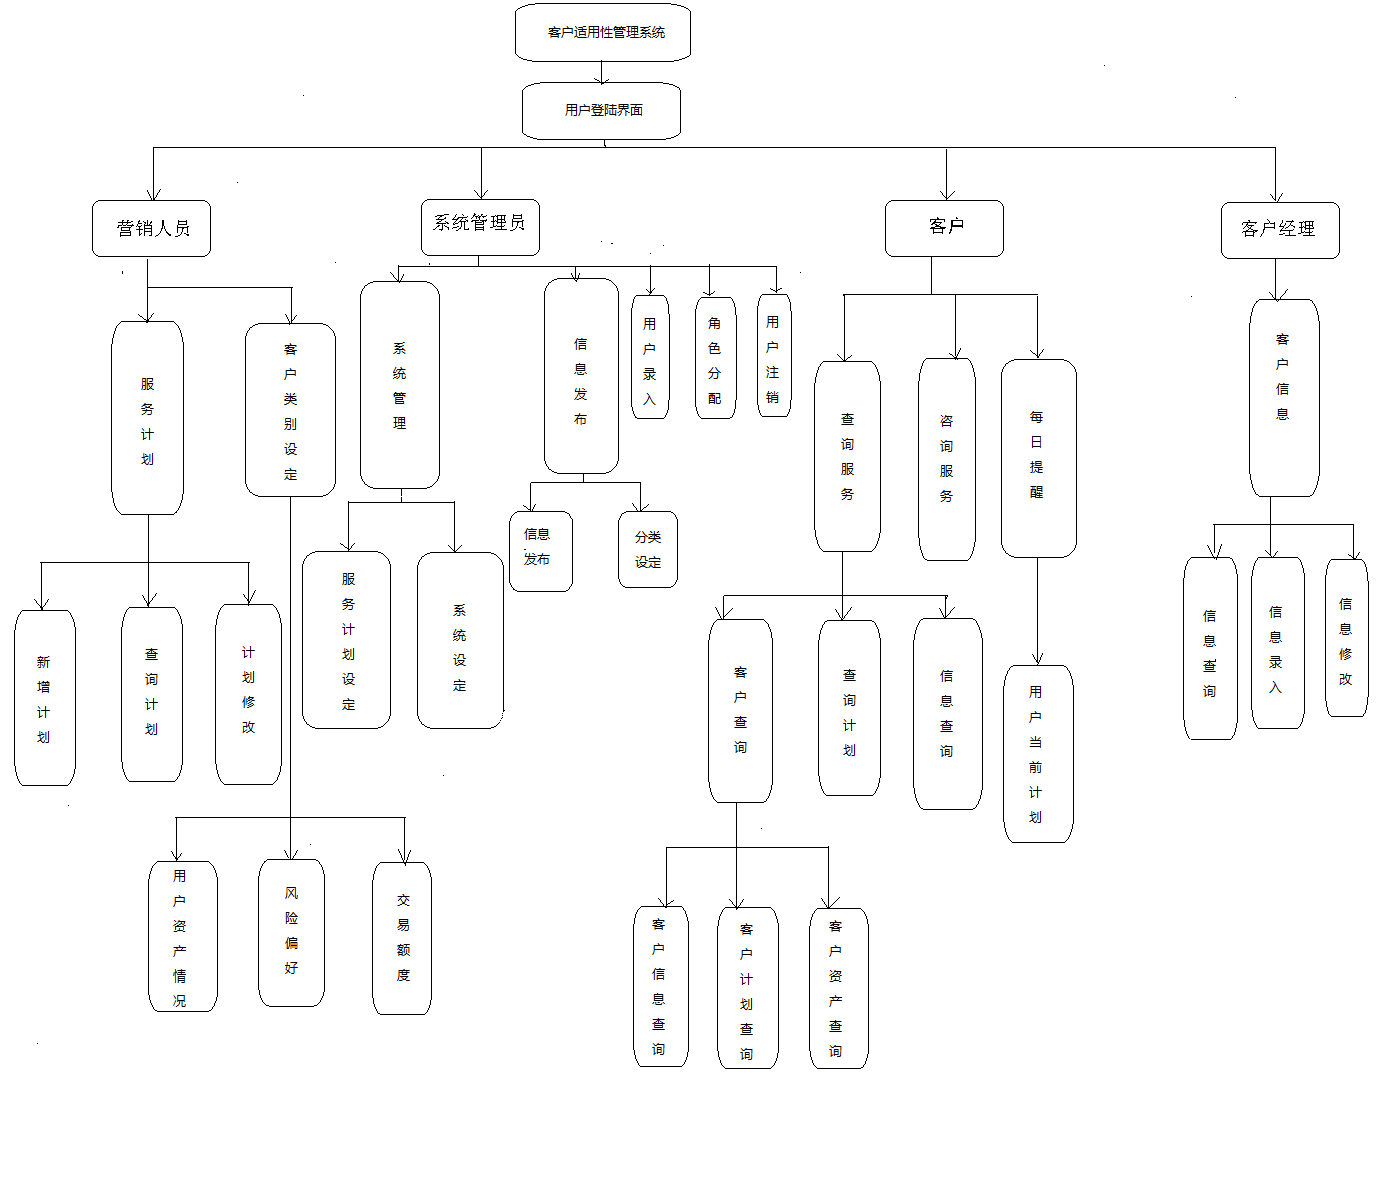 客户适用性管理系统
用户登陆界面
营销人员
系统管理员
客户
客户经理
服务计划
客户类别设定
系统管理
信息发布
用户录入
角色分配
用户注销
查询服务
咨询服务
每日提醒
客户信息
新增计划
查询计划
计划修改
服务计划设定
系统设定
信息
发布
分类
设定
客户查询
查询计划
信息查询
用户当前计划
信息查询
信息录入
信息修改
用户资产情况
风险偏好
交易额度
客户信息查询
客户计划查询
客户资产查询